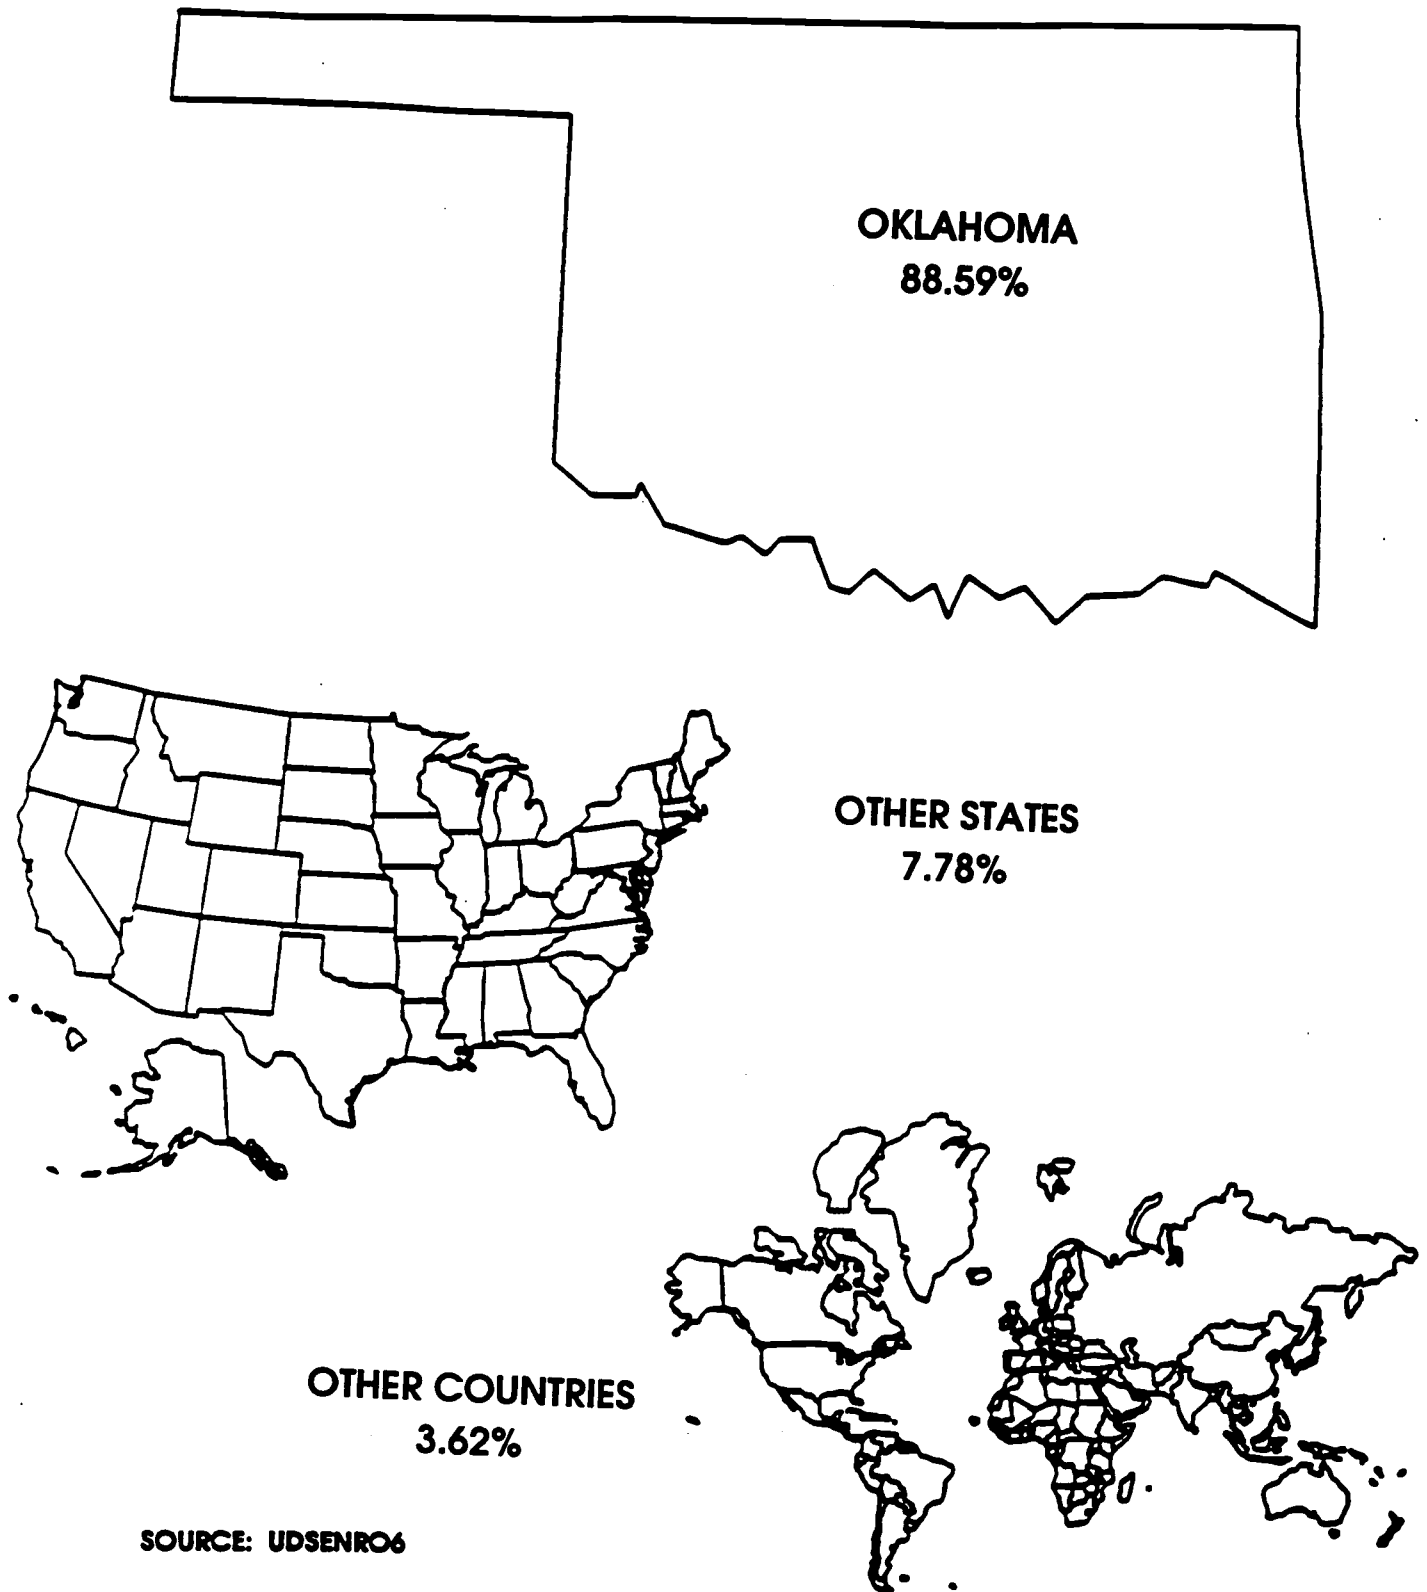 OKLAHOMA
88.59%
OTHER STATES
7.78%
OTHER COUNTRIES
3.62%
SOURCE: UDSENRO6